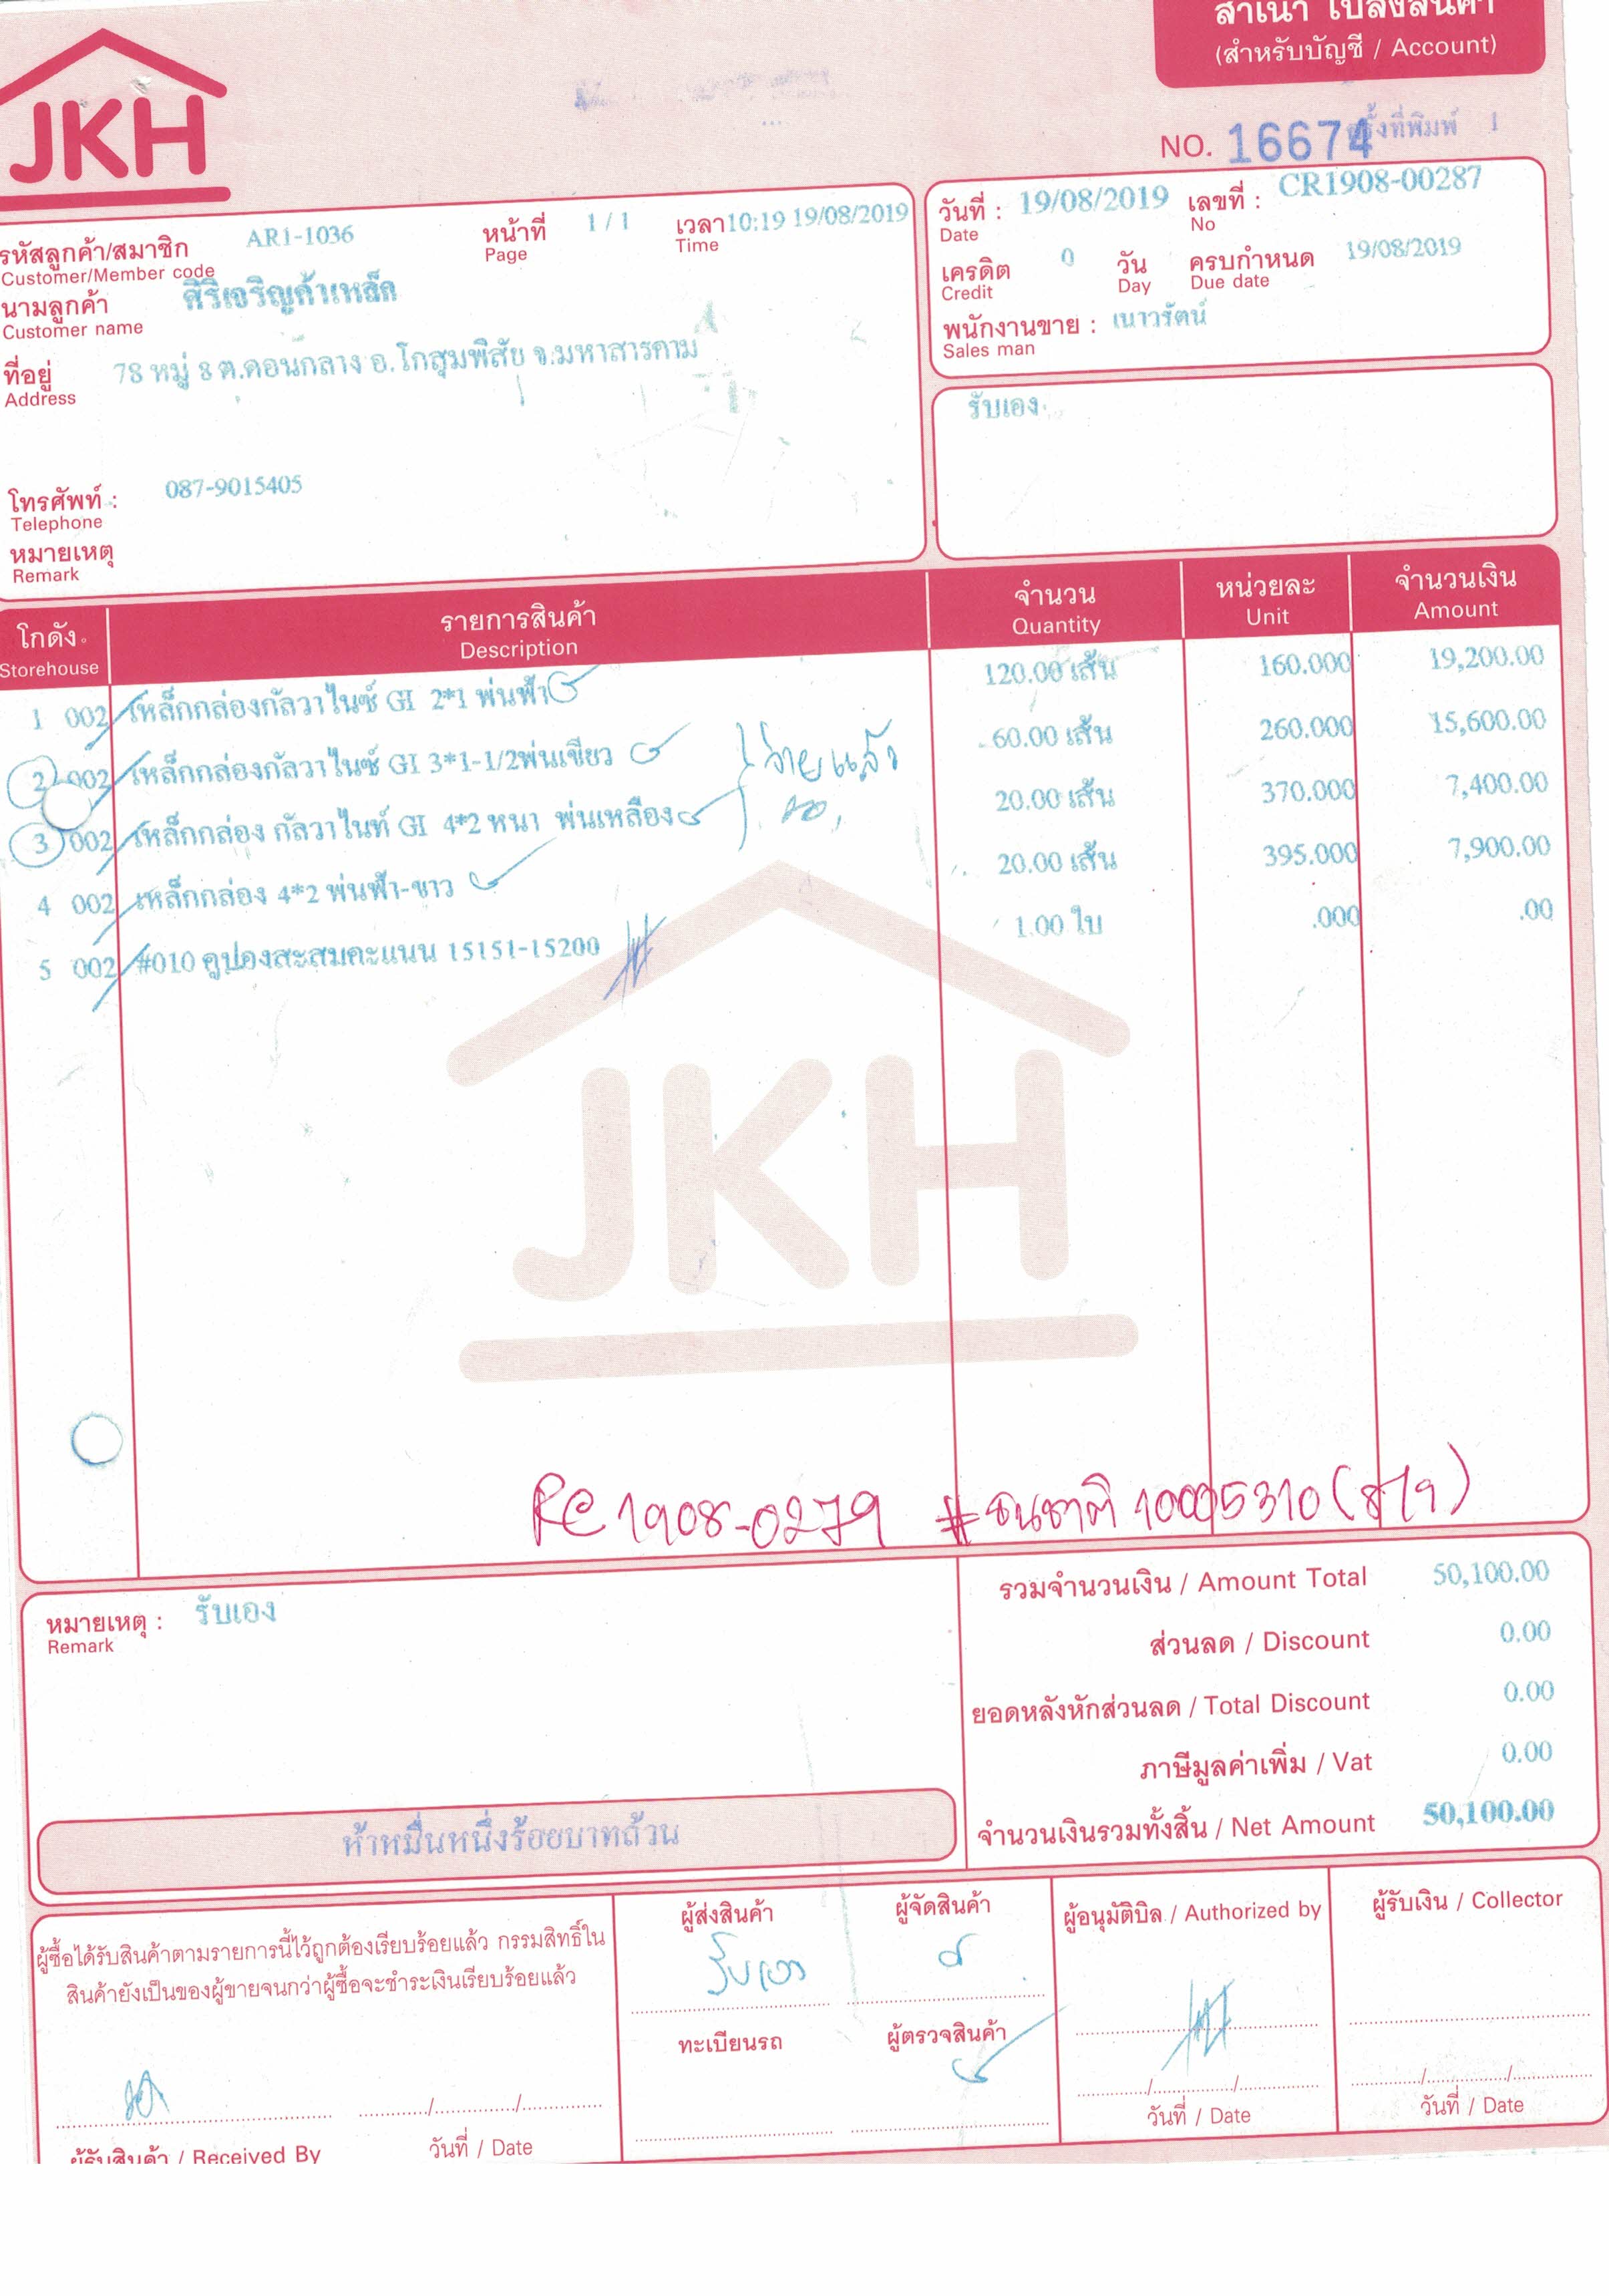 สำเนา ใบส่งสินค้า
(สำหรับบัญชี / Account)
JKH
NO. 16674 ครั้งที่พิมพ์ 1
รหัสลูกค้า/สมาชิก AR1-1036 หน้าที่ 1 / 1 เวลา 10:19 19/08/2019
Customer/Member code Page Time
นามลูกค้า ศิริเจริญค้าเหล็ก
Customer name
ที่อยู่ 78 หมู่ 8 ต.ดอนกลาง อ.โกสุมพิสัย จ.มหาสารคาม
Address
โทรศัพท์ : 087-9015405
Telephone
หมายเหตุ
Remark
วันที่ : 19/08/2019 เลขที่ : CR1908-00287
Date No
เครดิต 0 วัน ครบกำหนด 19/08/2019
Credit Day Due date
พนักงานขาย : เนาวรัตน์
Sales man
รับเอง
โกดัง รายการสินค้า จำนวน หน่วยละ จำนวนเงิน
Storehouse Description Quantity Unit Amount
1 002 เหล็กกล่องกัลวาไนซ์ GI 2*1 พ่นฟ้า 120.00 เส้น 160.000 19,200.00
2 002 เหล็กกล่องกัลวาไนซ์ GI 3*1-1/2พ่นเขียว 60.00 เส้น 260.000 15,600.00
จ่ายแล้ว
3 002 เหล็กกล่อง กัลวาไนท์ GI 4*2 หนา พ่นเหลือง 20.00 เส้น 370.000 7,400.00
4 002 เหล็กกล่อง 4*2 พ่นฟ้า-ขาว 20.00 เส้น 395.000 7,900.00
5 002 #010 คูปองสะสมคะแนน 15151-15200 1.00 ใบ .000 .00
JKH
RC 1908-0279 #ธนชาติ 10005310 (8/19)
หมายเหตุ : รับเอง
Remark
รวมจำนวนเงิน / Amount Total 50,100.00
ส่วนลด / Discount 0.00
ยอดหลังหักส่วนลด / Total Discount 0.00
ภาษีมูลค่าเพิ่ม / Vat 0.00
จำนวนเงินรวมทั้งสิ้น / Net Amount 50,100.00
ห้าหมื่นหนึ่งร้อยบาทถ้วน
ผู้ซื้อได้รับสินค้าตามรายการนี้ไว้ถูกต้องเรียบร้อยแล้ว กรรมสิทธิ์ใน
สินค้ายังเป็นของผู้ขายจนกว่าผู้ซื้อจะชำระเงินเรียบร้อยแล้ว
ผู้รับสินค้า / Received By วันที่ / Date
ผู้ส่งสินค้า ผู้จัดสินค้า
รับเอง
ทะเบียนรถ ผู้ตรวจสินค้า
ผู้อนุมัติบิล / Authorized by
วันที่ / Date
ผู้รับเงิน / Collector
วันที่ / Date